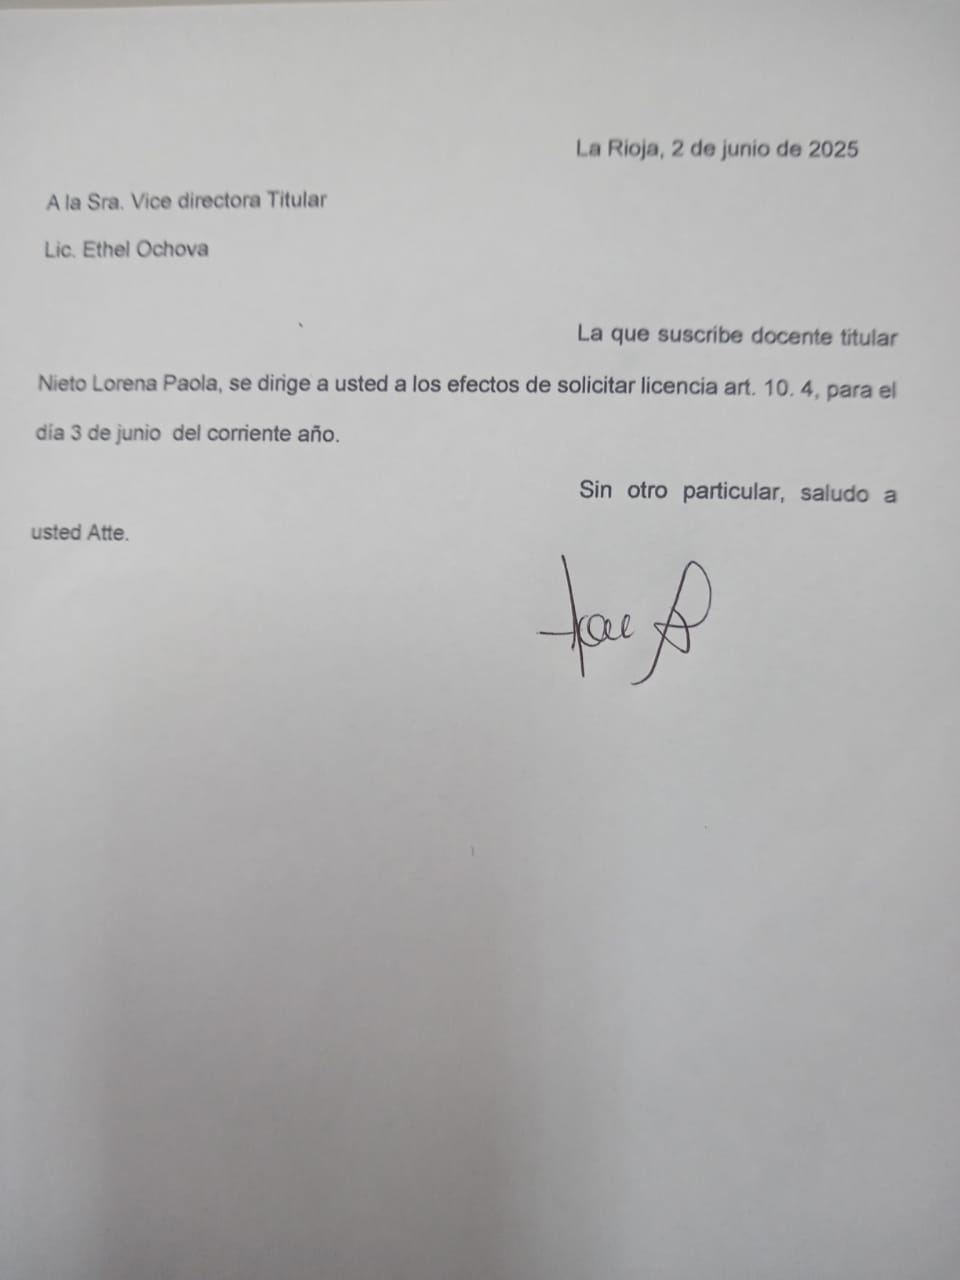 La Rioja, 2 de junio de 2025
A la Sra. Vice directora Titular
Lic. Ethel Ochova
La que suscribe docente titular
Nieto Lorena Paola, se dirige a usted a los efectos de solicitar licencia art. 10. 4, para el
día 3 de junio  del corriente año.
Sin otro particular, saludo a
usted Atte.